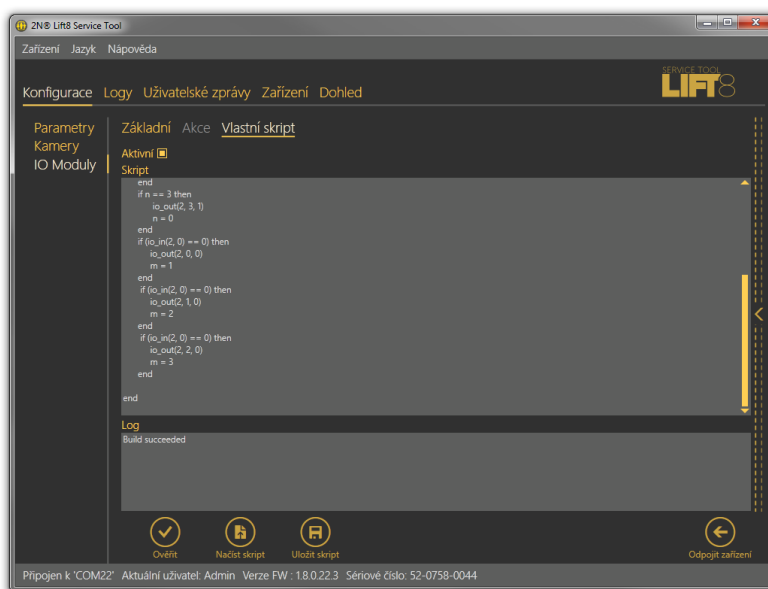 2N® Lift8 Service Tool
Zařízení Jazyk Nápověda
SERVICE TOOL
LIFT8
Konfigurace Logy Uživatelské zprávy Zařízení Dohled
Parametry
Kamery
IO Moduly
Základní Akce Vlastní skript
Aktivní
Skript
end
if n == 3 then
io_out(2, 3, 1)
n = 0
end
if (io_in(2, 0) == 0) then
io_out(2, 0, 0)
m = 1
end
if (io_in(2, 0) == 0) then
io_out(2, 1, 0)
m = 2
end
if (io_in(2, 0) == 0) then
io_out(2, 2, 0)
m = 3
end
end
Log
Build succeeded
Ověřit Načíst skript Uložit skript Odpojit zařízení
Připojen k 'COM22' Aktuální uživatel: Admin Verze FW : 1.8.0.22.3 Sériové číslo: 52-0758-0044